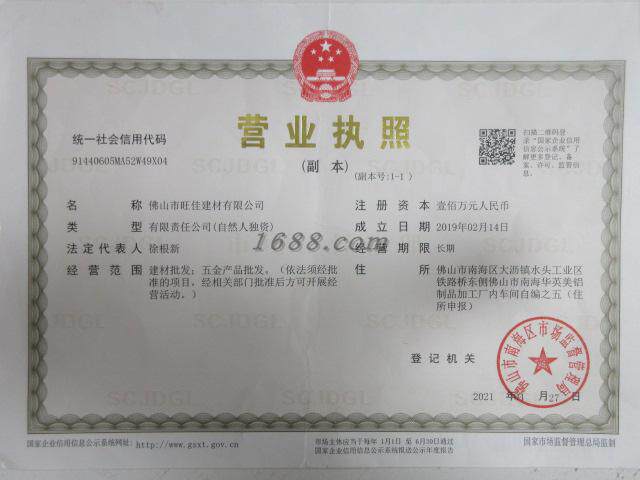 统一社会信用代码
91440605MA52W49X04
营业执照
(副 本)
(副本号:1-1 )
扫描二维码登
录“国家企业信用
信息公示系统”了
解更多登记、备
案、许可、监管信
息。
名 称 佛山市旺佳建材有限公司
类 型 有限责任公司(自然人独资)
法定代表人 徐根新
经营范围 建材批发；五金产品批发。（依法须经批
准的项目，经相关部门批准后方可开展经
营活动。）
注册资本 壹佰万元人民币
成立日期 2019年02月14日
营业期限 长期
住 所 佛山市南海区大沥镇水头工业区
铁路桥东侧佛山市南海华英美铝
制品加工厂内车间自编之五（住
所申报）
1688.com
登记机关
佛山市南海区市场监督管理局
2021 年 月 27 日
国家企业信用信息公示系统网址: http://www.gsxt.gov.cn
市场主体应当于每年 1月1日 至 6月30日通过
国家企业信用信息公示系统报送公示年度报告
国家市场监督管理总局监制
SCJDGL